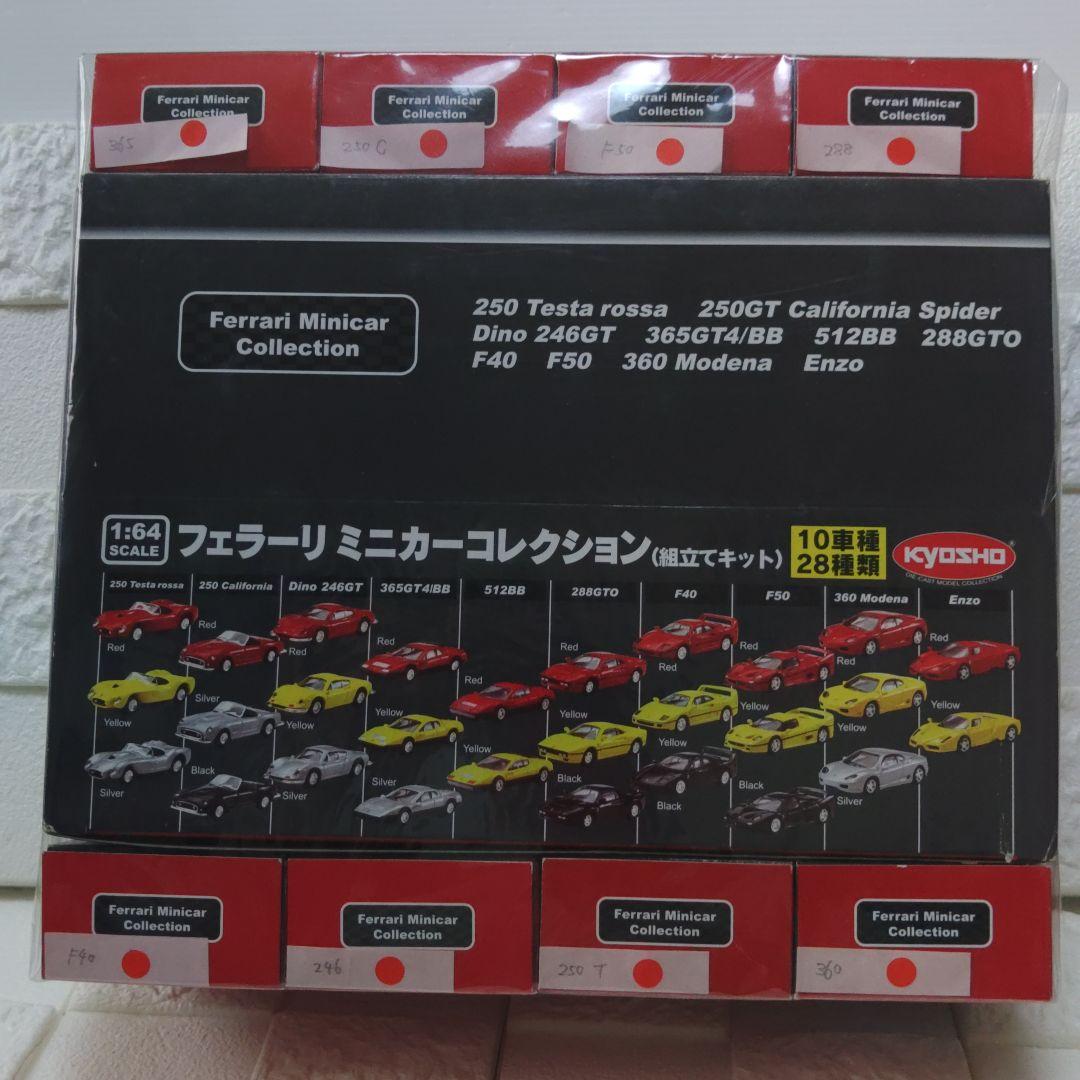 Ferrari Minicar
Collection
365
Ferrari Minicar
Collection
250 C
Ferrari Minicar
Collection
F50
Ferrari Minicar
Collection
288
Ferrari Minicar
Collection
250 Testa rossa 250GT California Spider
Dino 246GT 365GT4/BB 512BB 288GTO
F40 F50 360 Modena Enzo
1:64
SCALE
フェラーリ ミニカーコレクション(組立てキット)
10車種
28種類
KYOSHO
DIE CAST MODEL COLLECTION
250 Testa rossa 250 California Dino 246GT 365GT4/BB 512BB 288GTO F40 F50 360 Modena Enzo
Red Red Red Red Red Red Red Red Red Red
Yellow Silver Yellow Yellow Yellow Yellow Yellow Yellow Yellow Yellow
Silver Black Silver Silver Black Black Black Silver
Ferrari Minicar
Collection
F40
Ferrari Minicar
Collection
246
Ferrari Minicar
Collection
250 T
Ferrari Minicar
Collection
360